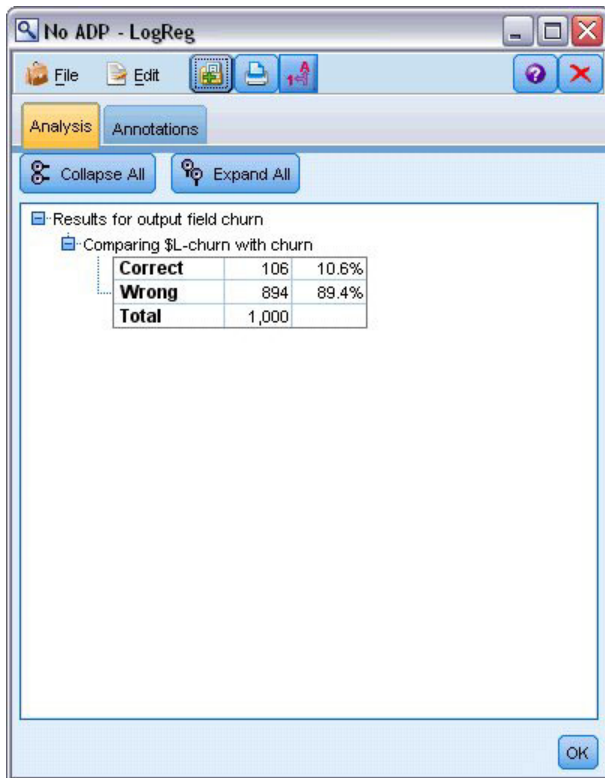 No ADP - LogReg
File Edit
Analysis Annotations
Collapse All Expand All
Results for output field churn
Comparing $L-churn with churn
Correct 106 10.6%
Wrong 894 89.4%
Total 1,000
OK